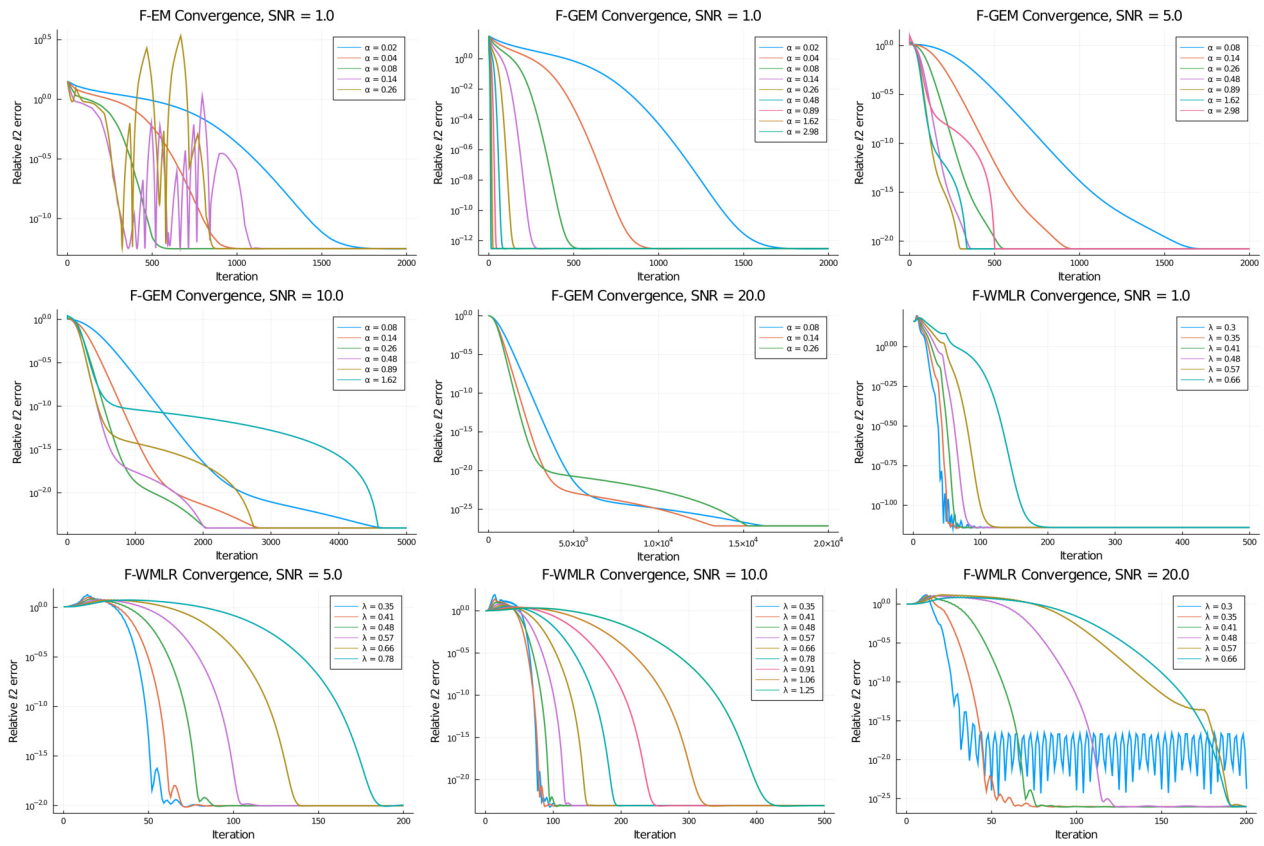 F-EM Convergence, SNR = 1.0
10^0.5
10^0.0
10^-0.5
10^-1.0
Relative ℓ2 error
0 500 1000 1500 2000
Iteration
α = 0.02
α = 0.04
α = 0.08
α = 0.14
α = 0.26
F-GEM Convergence, SNR = 1.0
10^0.0
10^-0.2
10^-0.4
10^-0.6
10^-0.8
10^-1.0
10^-1.2
Relative ℓ2 error
0 500 1000 1500 2000
Iteration
α = 0.02
α = 0.04
α = 0.08
α = 0.14
α = 0.26
α = 0.48
α = 0.89
α = 1.62
α = 2.98
F-GEM Convergence, SNR = 5.0
10^0.0
10^-0.5
10^-1.0
10^-1.5
10^-2.0
Relative ℓ2 error
0 500 1000 1500 2000
Iteration
α = 0.08
α = 0.14
α = 0.26
α = 0.48
α = 0.89
α = 1.62
α = 2.98
F-GEM Convergence, SNR = 10.0
10^0.0
10^-0.5
10^-1.0
10^-1.5
10^-2.0
Relative ℓ2 error
0 1000 2000 3000 4000 5000
Iteration
α = 0.08
α = 0.14
α = 0.26
α = 0.48
α = 0.89
α = 1.62
F-GEM Convergence, SNR = 20.0
10^0.0
10^-0.5
10^-1.0
10^-1.5
10^-2.0
10^-2.5
Relative ℓ2 error
0 5.0×10³ 1.0×10⁴ 1.5×10⁴ 2.0×10⁴
Iteration
α = 0.08
α = 0.14
α = 0.26
F-WMLR Convergence, SNR = 1.0
10^0.00
10^-0.25
10^-0.50
10^-0.75
10^-1.00
Relative ℓ2 error
0 100 200 300 400 500
Iteration
λ = 0.3
λ = 0.35
λ = 0.41
λ = 0.48
λ = 0.57
λ = 0.66
F-WMLR Convergence, SNR = 5.0
10^0.0
10^-0.5
10^-1.0
10^-1.5
10^-2.0
Relative ℓ2 error
0 50 100 150 200
Iteration
λ = 0.35
λ = 0.41
λ = 0.48
λ = 0.57
λ = 0.66
λ = 0.78
F-WMLR Convergence, SNR = 10.0
10^0.0
10^-0.5
10^-1.0
10^-1.5
10^-2.0
Relative ℓ2 error
0 100 200 300 400 500
Iteration
λ = 0.35
λ = 0.41
λ = 0.48
λ = 0.57
λ = 0.66
λ = 0.78
λ = 0.91
λ = 1.06
λ = 1.25
F-WMLR Convergence, SNR = 20.0
10^0.0
10^-0.5
10^-1.0
10^-1.5
10^-2.0
10^-2.5
Relative ℓ2 error
0 50 100 150 200
Iteration
λ = 0.3
λ = 0.35
λ = 0.41
λ = 0.48
λ = 0.57
λ = 0.66